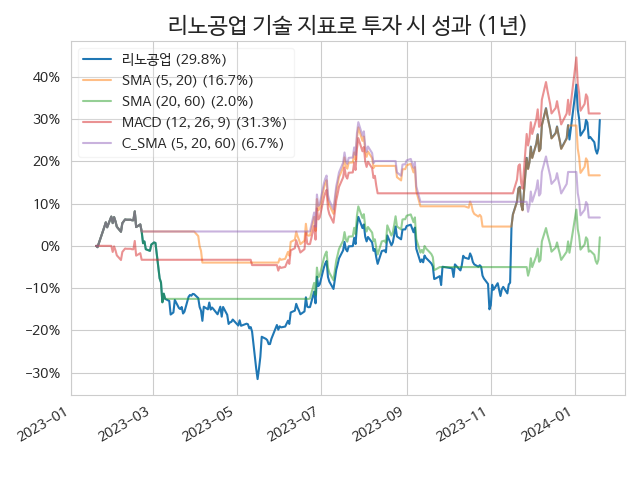 리노공업 기술 지표로 투자 시 성과 (1년)
리노공업 (29.8%)
SMA (5, 20) (16.7%)
SMA (20, 60) (2.0%)
MACD (12, 26, 9) (31.3%)
C_SMA (5, 20, 60) (6.7%)
40%
30%
20%
10%
0%
−10%
−20%
−30%
2023−01
2023−03
2023−05
2023−07
2023−09
2023−11
2024−01